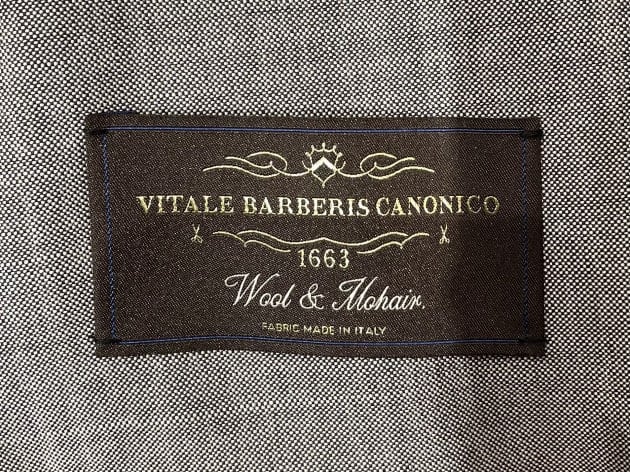 VITALE BARBERIS CANONICO
1663
Wool & Mohair.
FABRIC MADE IN ITALY